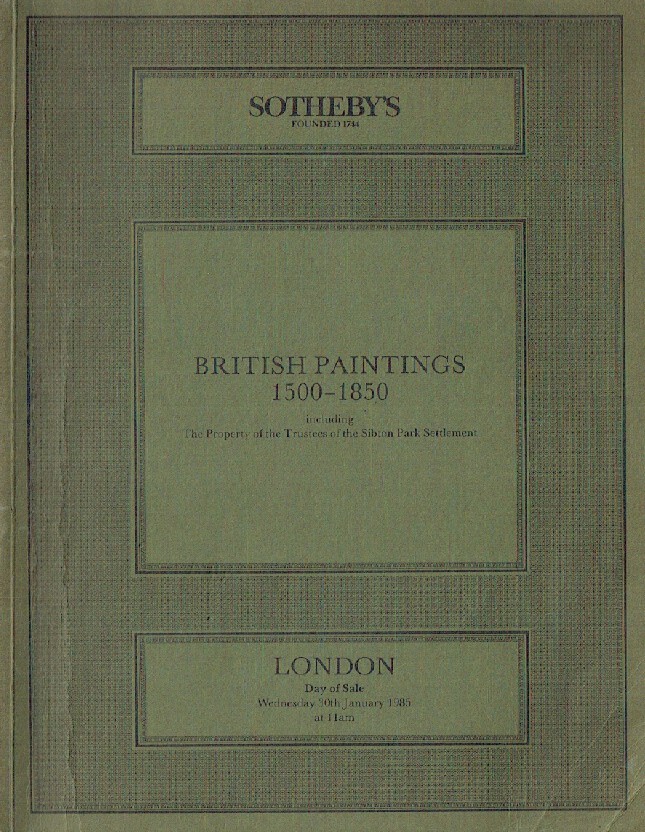 SOTHEBY'S
FOUNDED 1744
BRITISH PAINTINGS
1500-1850
including
The Property of the Trustees of the Sibton Park Settlement
LONDON
Day of Sale
Wednesday 30th January 1985
at 11am